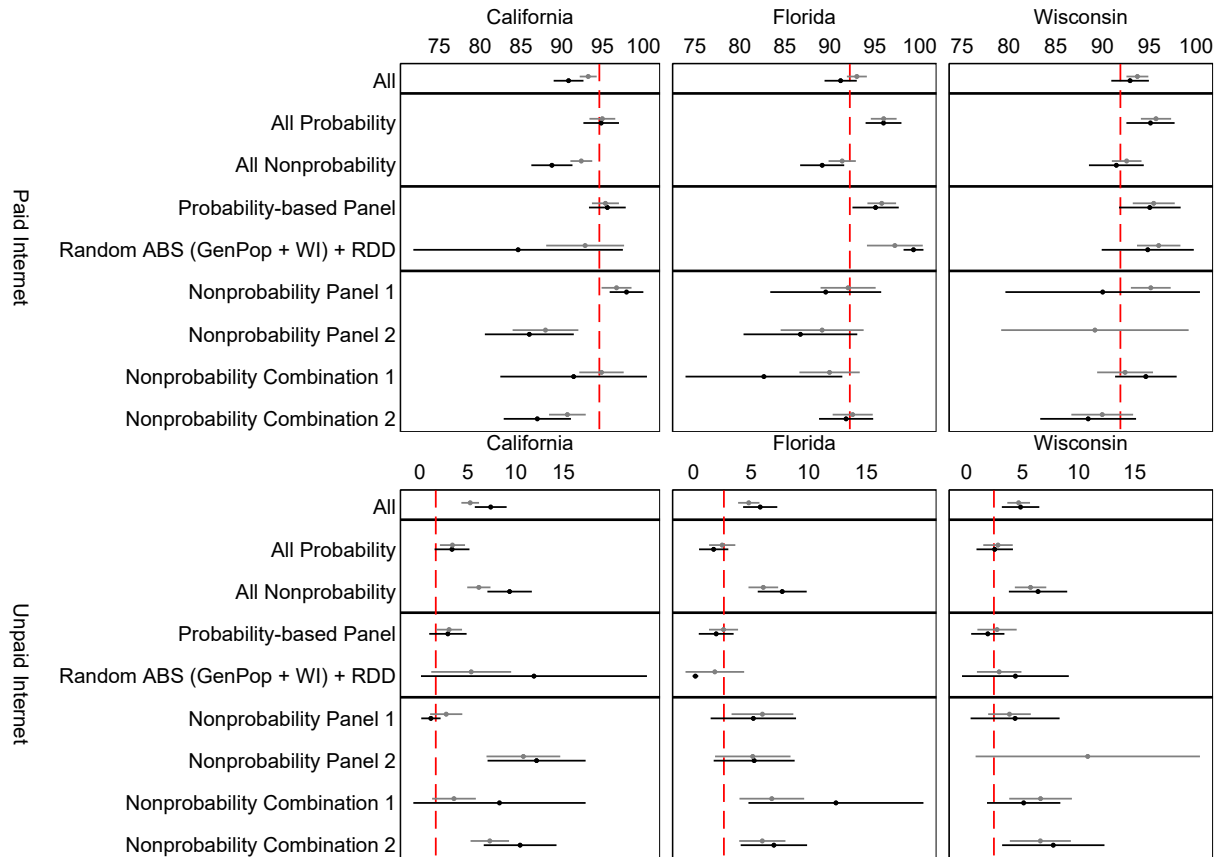 California Florida Wisconsin
75 80 85 90 95 100 75 80 85 90 95 100 75 80 85 90 95 100
Paid Internet
All
All Probability
All Nonprobability
Probability-based Panel
Random ABS (GenPop + WI) + RDD
Nonprobability Panel 1
Nonprobability Panel 2
Nonprobability Combination 1
Nonprobability Combination 2
California Florida Wisconsin
0 5 10 15 0 5 10 15 0 5 10 15
Unpaid Internet
All
All Probability
All Nonprobability
Probability-based Panel
Random ABS (GenPop + WI) + RDD
Nonprobability Panel 1
Nonprobability Panel 2
Nonprobability Combination 1
Nonprobability Combination 2